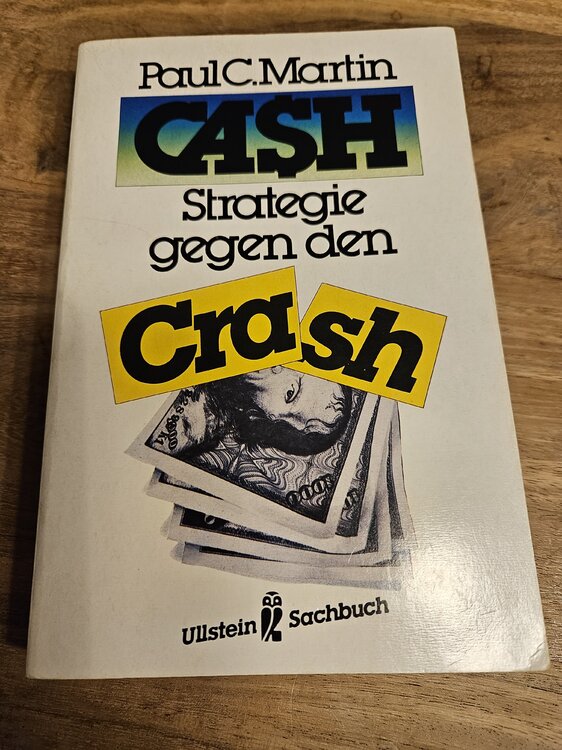 Paul C. Martin
CA$H
Strategie
gegen den
Crash
Ullstein Sachbuch